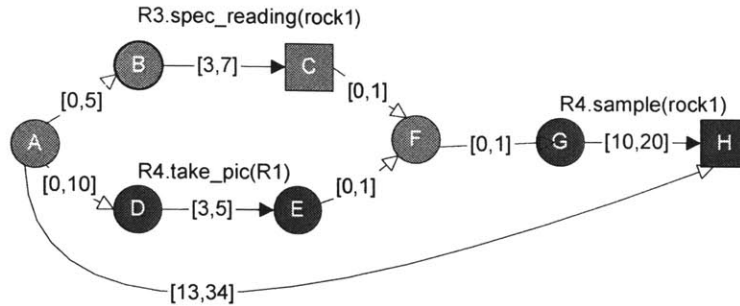 R3.spec_reading(rock1)
B
[3,7]
C
[0,5]
[0,1]
R4.sample(rock1)
A
F
[0,1]
G
[10,20]
H
R4.take_pic(R1)
[0,10]
[0,1]
D
[3,5]
E
[13,34]